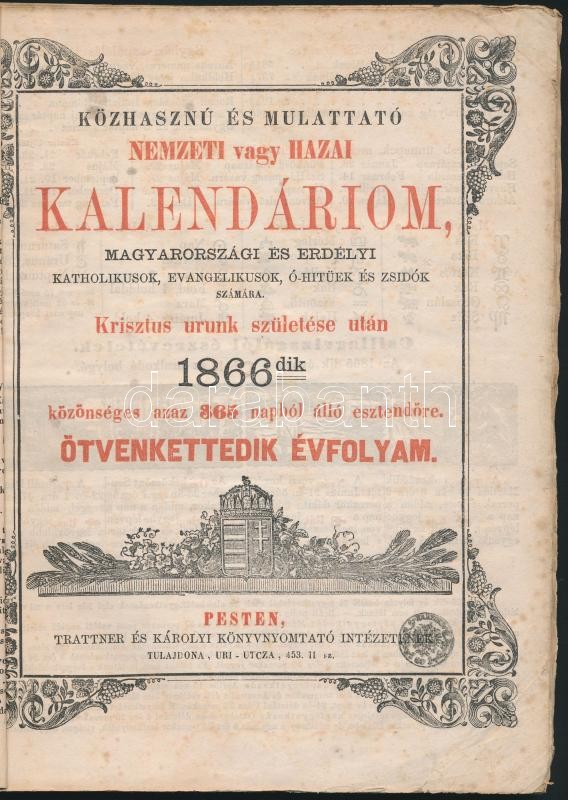 KÖZHASZNÚ ÉS MULATTATÓ
NEMZETI vagy HAZAI
KALENDÁRIOM,
MAGYARORSZÁGI ÉS ERDÉLYI
KATHOLIKUSOK, EVANGELIKUSOK, Ó-HITÜEK ÉS ZSIDÓK
SZÁMÁRA.
Krisztus urunk születése után
1866dik
közönséges azaz 365 napból álló esztendőre.
ÖTVENKETTEDIK ÉVFOLYAM.
PESTEN,
TRATTNER ÉS KÁROLYI KÖNYVNYOMTATÓ INTÉZETÉNEK
TULAJDONA, URI-UTCZA, 453. II sz.
darabanth